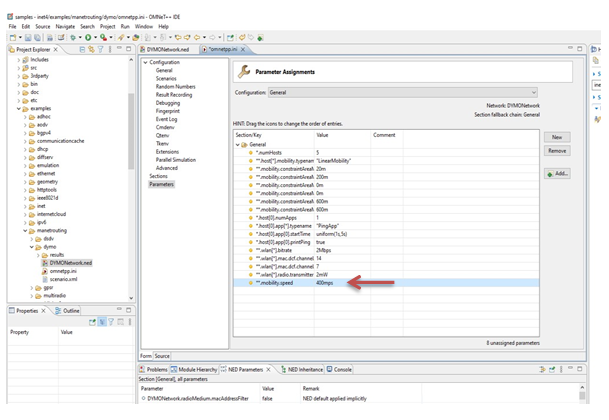 samples - inet4/examples/manetrouting/dymo/omnetpp.ini - OMNeT++ IDE
File Edit Source Navigate Search Project Run Window Help
Project Explorer
DYMONetwork.ned
*omnetpp.ini
Includes
src
3rdparty
bin
doc
etc
examples
adhoc
aodv
bgpv4
communicationcache
dhcp
diffserv
emulation
ethernet
geometry
httptools
ieee8021d
inet
internetcloud
ipv6
manetrouting
dsdv
dymo
results
DYMONetwork.ned
omnetpp.ini
scenario.xml
gpsr
multiradio
Properties
Outline
Property Value
Configuration
General
Scenarios
Random Numbers
Result Recording
Debugging
Fingerprint
Event Log
Cmdenv
Qtenv
Tkenv
Extensions
Parallel Simulation
Advanced
Sections
Parameters
Parameter Assignments
Configuration: General
Network: DYMONetwork
Section fallback chain: General
HINT: Drag the icons to change the order of entries.
Section/Key Value Comment
General
*.numHosts 5
**.host[*].mobility.typenam "LinearMobility"
**.mobility.constraintAreaM 20m
**.mobility.constraintAreaM 200m
**.mobility.constraintAreaM 0m
**.mobility.constraintAreaM 0m
**.mobility.constraintAreaM 600m
**.mobility.constraintAreaM 600m
*.host[0].numApps 1
*.host[0].app[*].typename "PingApp"
*.host[0].app[0].startTime uniform(1s,5s)
*.host[0].app[0].printPing true
**.wlan[*].bitrate 2Mbps
**.wlan[*].mac.dcf.channel 14
**.wlan[*].mac.dcf.channel 7
**.wlan[*].radio.transmitter 2mW
**.mobility.speed 400mps
New
Remove
Add...
8 unassigned parameters
Form Source
Problems Module Hierarchy NED Parameters NED Inheritance Console
Section [General], all parameters
Parameter Value Remark
DYMONetwork.radioMedium.macAddressFilter false NED default applied implicitly